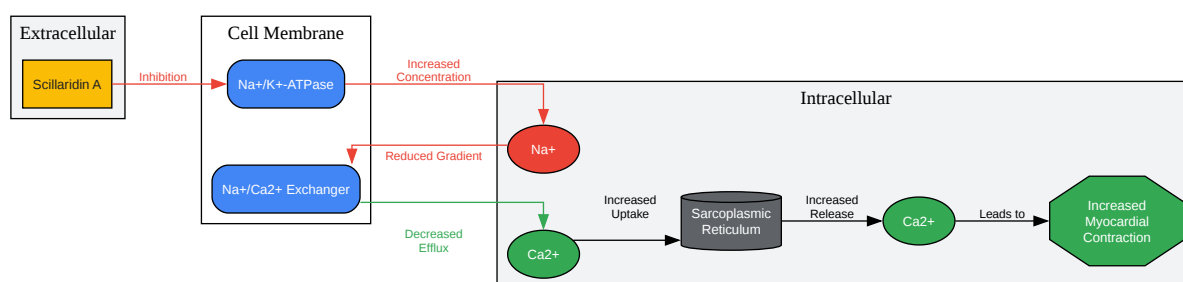 Extracellular
Scillaridin A
Inhibition
Cell Membrane
Na+/K+-ATPase
Increased
Concentration
Intracellular
Na+
Reduced Gradient
Na+/Ca2+ Exchanger
Decreased
Efflux
Ca2+
Increased
Uptake
Sarcoplasmic
Reticulum
Increased
Release
Ca2+
Leads to
Increased
Myocardial
Contraction